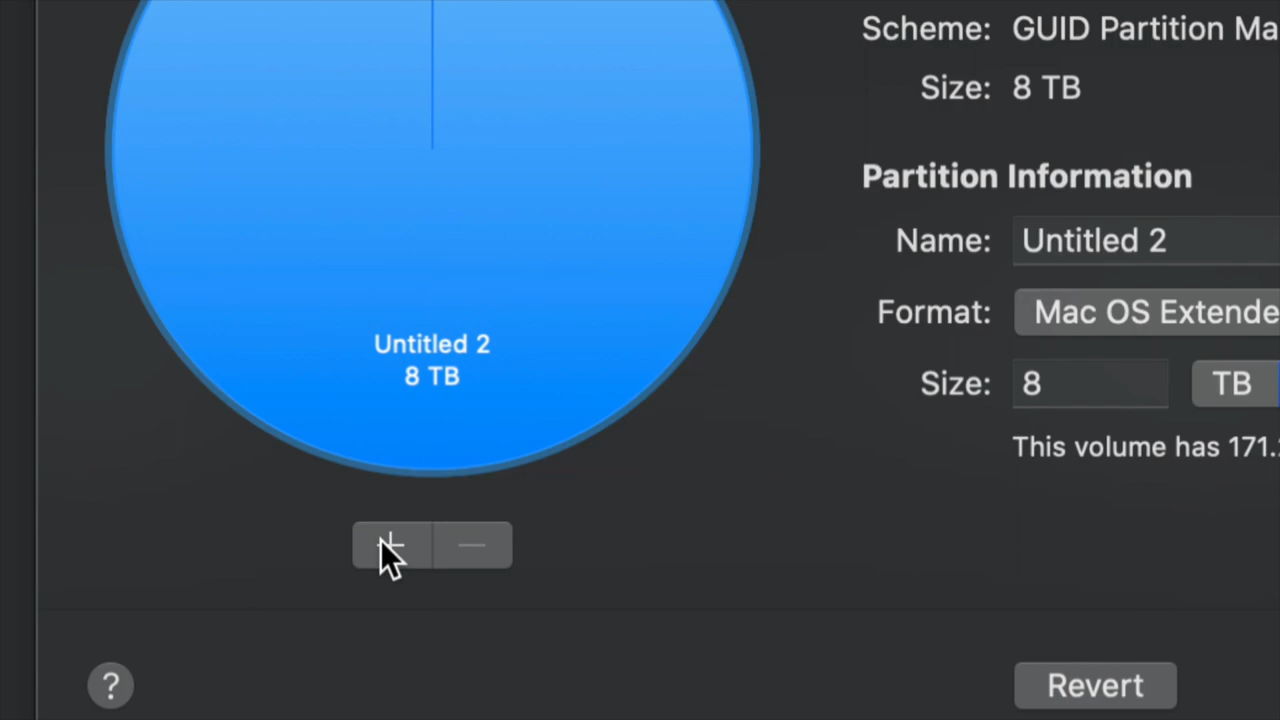 Scheme: GUID Partition Ma
Size: 8 TB
Partition Information
Name: Untitled 2
Format: Mac OS Extende
Size: 8 TB
This volume has 171.
Untitled 2
8 TB
+ −
? Revert